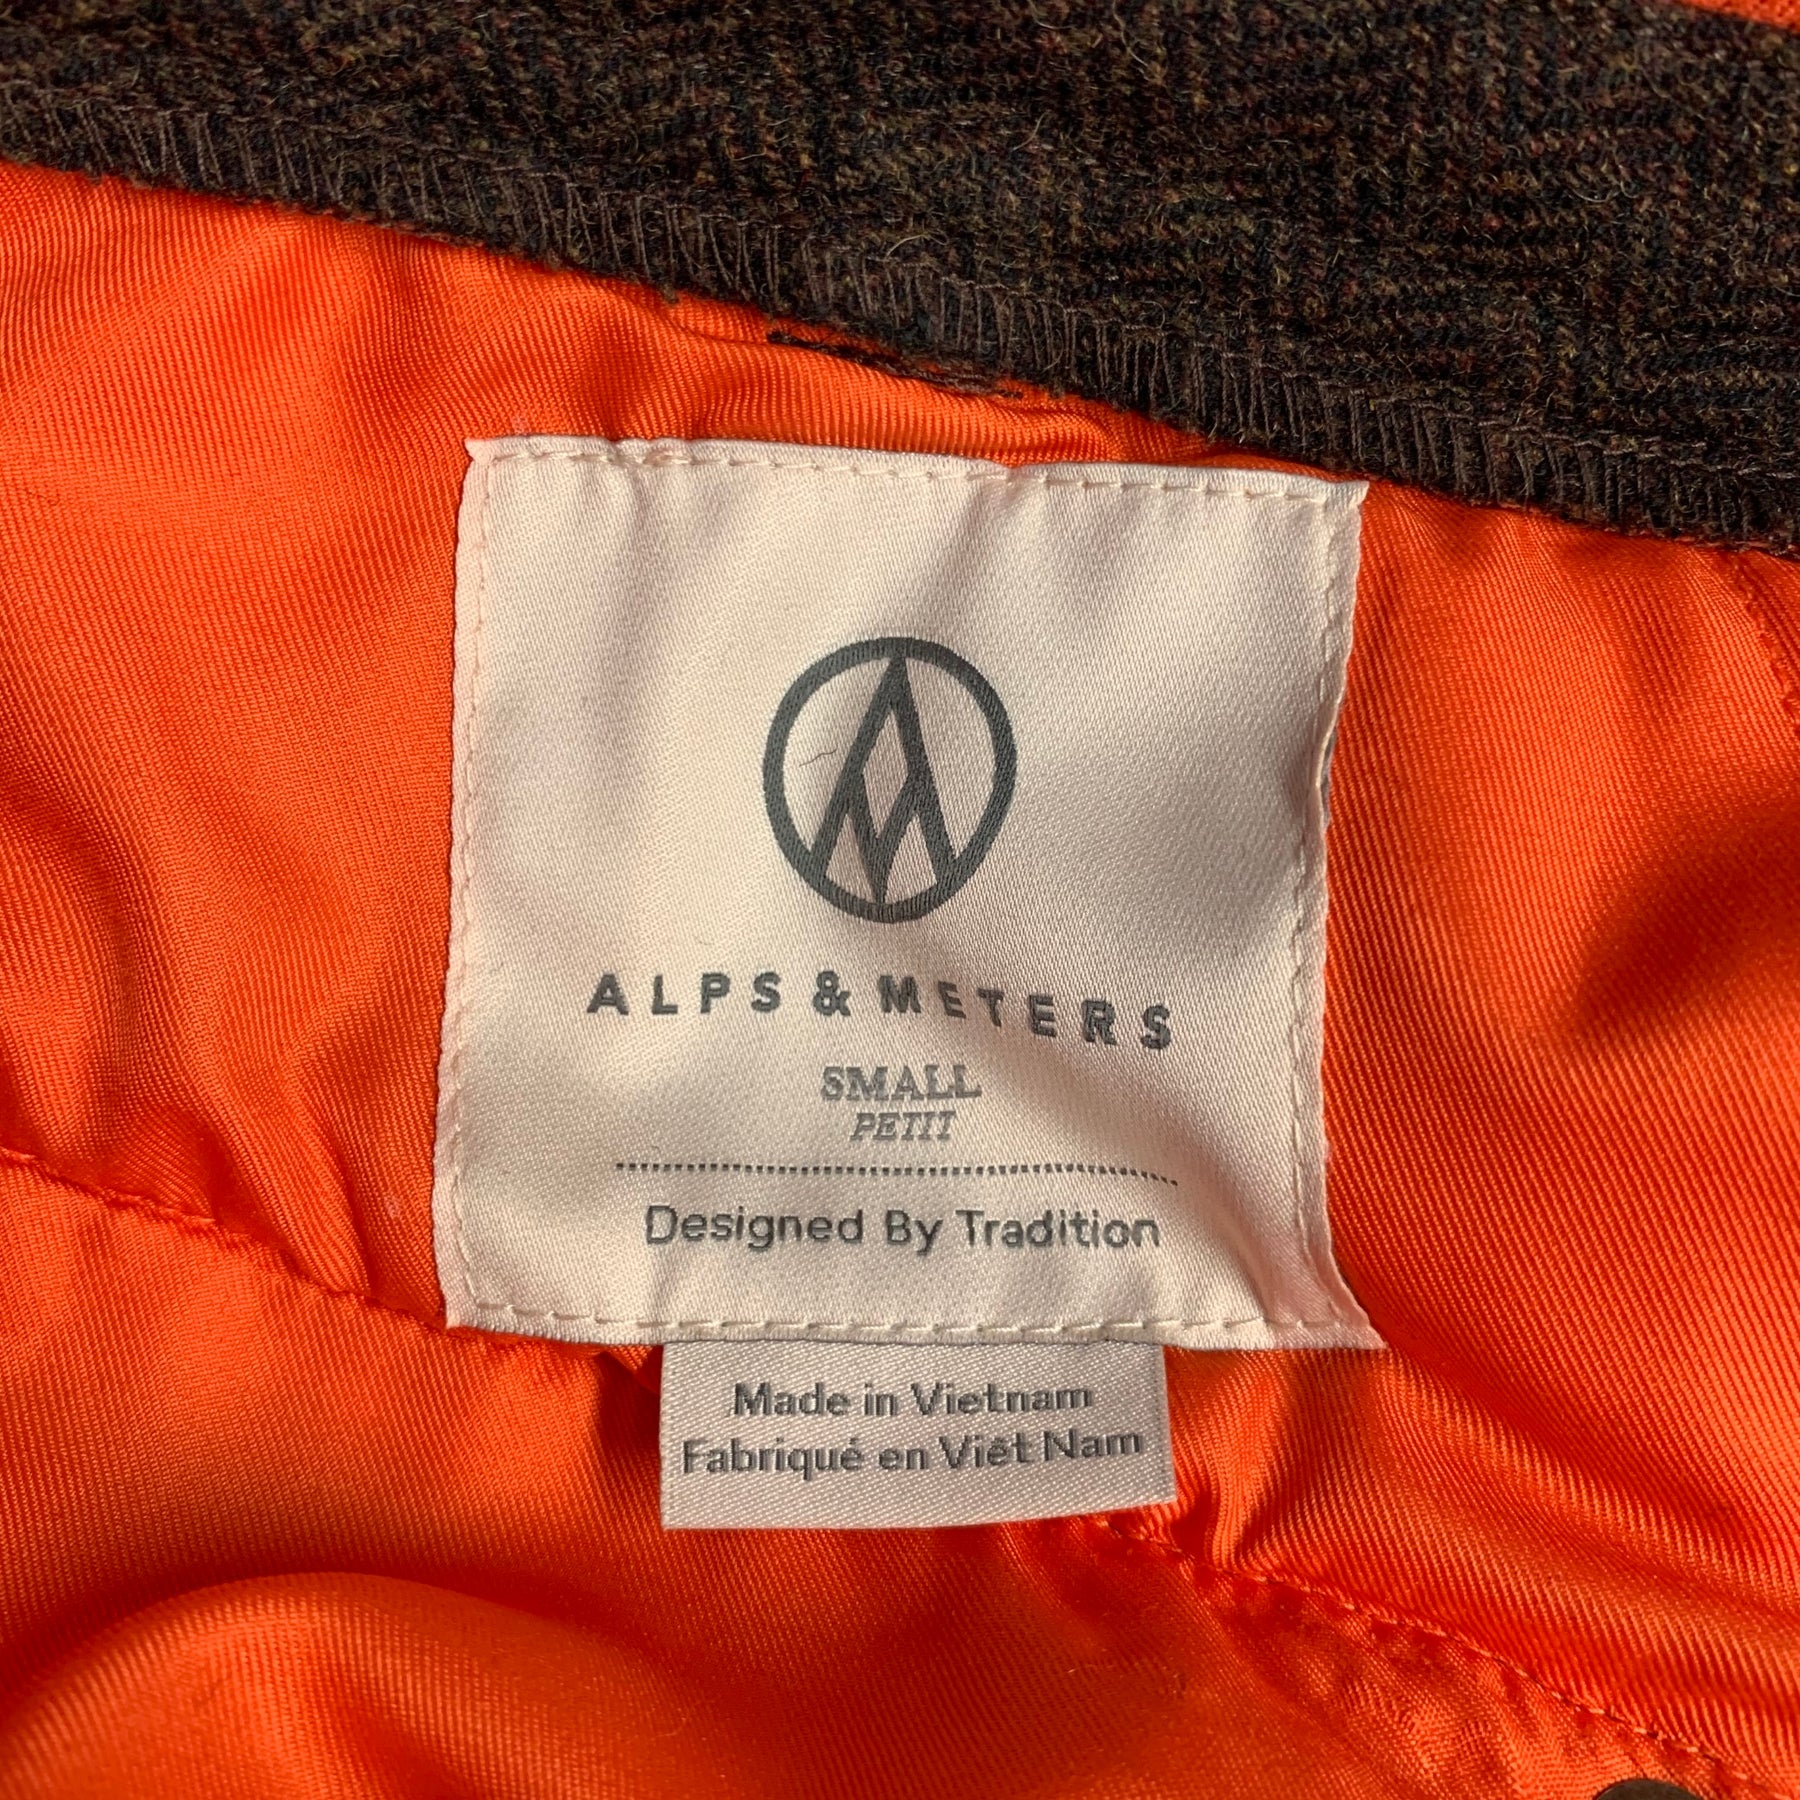 ALPS & METERS
SMALL
PETIT
Designed By Tradition
Made in Vietnam
Fabriqué en Viêt Nam